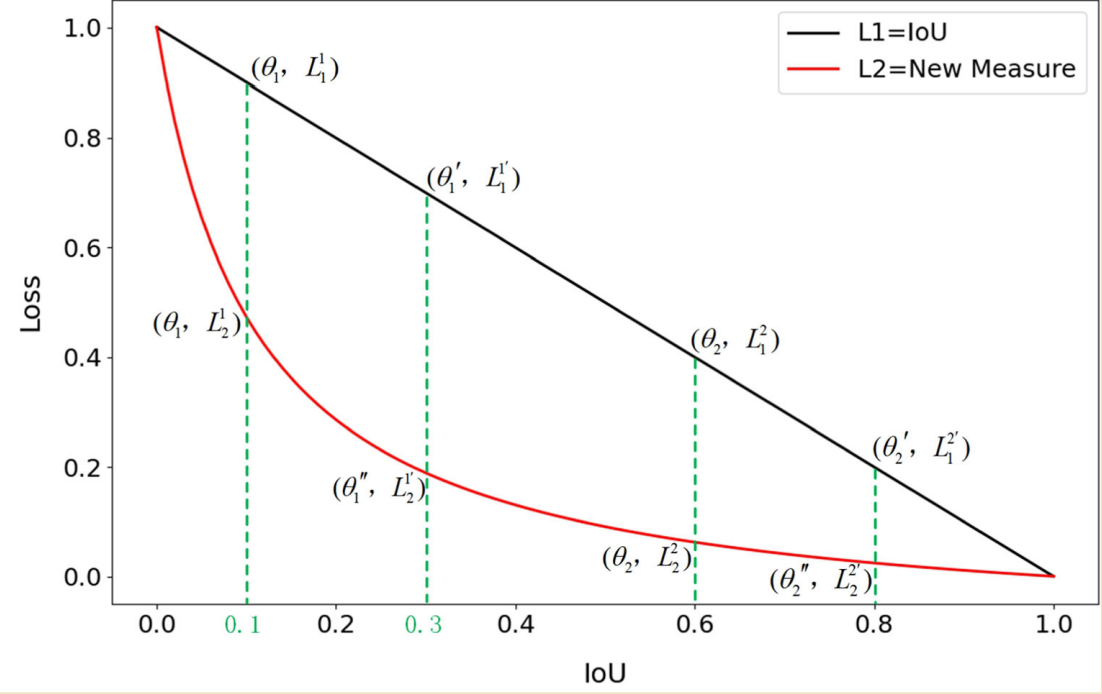 1.0
L1=IoU
L2=New Measure
(θ₁, L₁¹)
0.8
(θ₁′, L₁¹′)
0.6
Loss
(θ₁, L₂¹)
0.4
(θ₂, L₁²)
(θ₂′, L₁²′)
0.2
(θ₁″, L₂¹′)
(θ₂, L₂²)
(θ₂″, L₂²′)
0.0
0.0 0.1 0.2 0.3 0.4 0.6 0.8 1.0
IoU